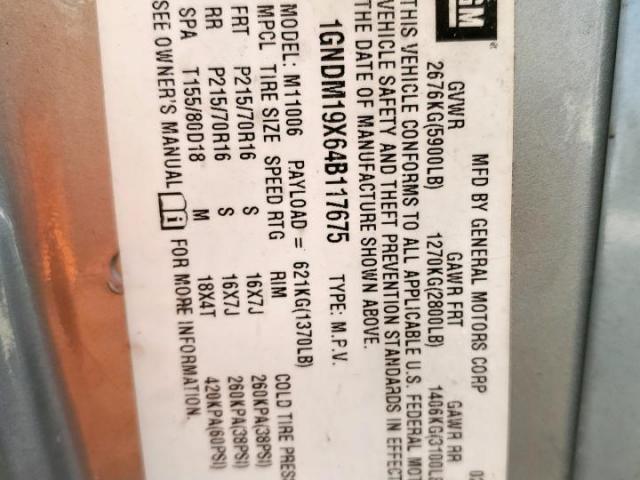 GM ®
MFD BY GENERAL MOTORS CORP 02
GVWR GAWR FRT GAWR RR
2676KG(5900LB) 1270KG(2800LB) 1406KG(3100LB
THIS VEHICLE CONFORMS TO ALL APPLICABLE U.S. FEDERAL MOT
VEHICLE SAFETY AND THEFT PREVENTION STANDARDS IN EFFECT
THE DATE OF MANUFACTURE SHOWN ABOVE.
1GNDM19X64B117675 TYPE: M.P.V.
MODEL: M11006 PAYLOAD = 621KG(1370LB)
MPCL TIRE SIZE SPEED RTG RIM COLD TIRE PRES
FRT P215/70R16 S 16X7J 260KPA(38PSI)
RR P215/70R16 S 16X7J 260KPA(38PSI)
SPA T155/80D18 M 18X4T 420KPA(60PSI)
SEE OWNER'S MANUAL i FOR MORE INFORMATION.